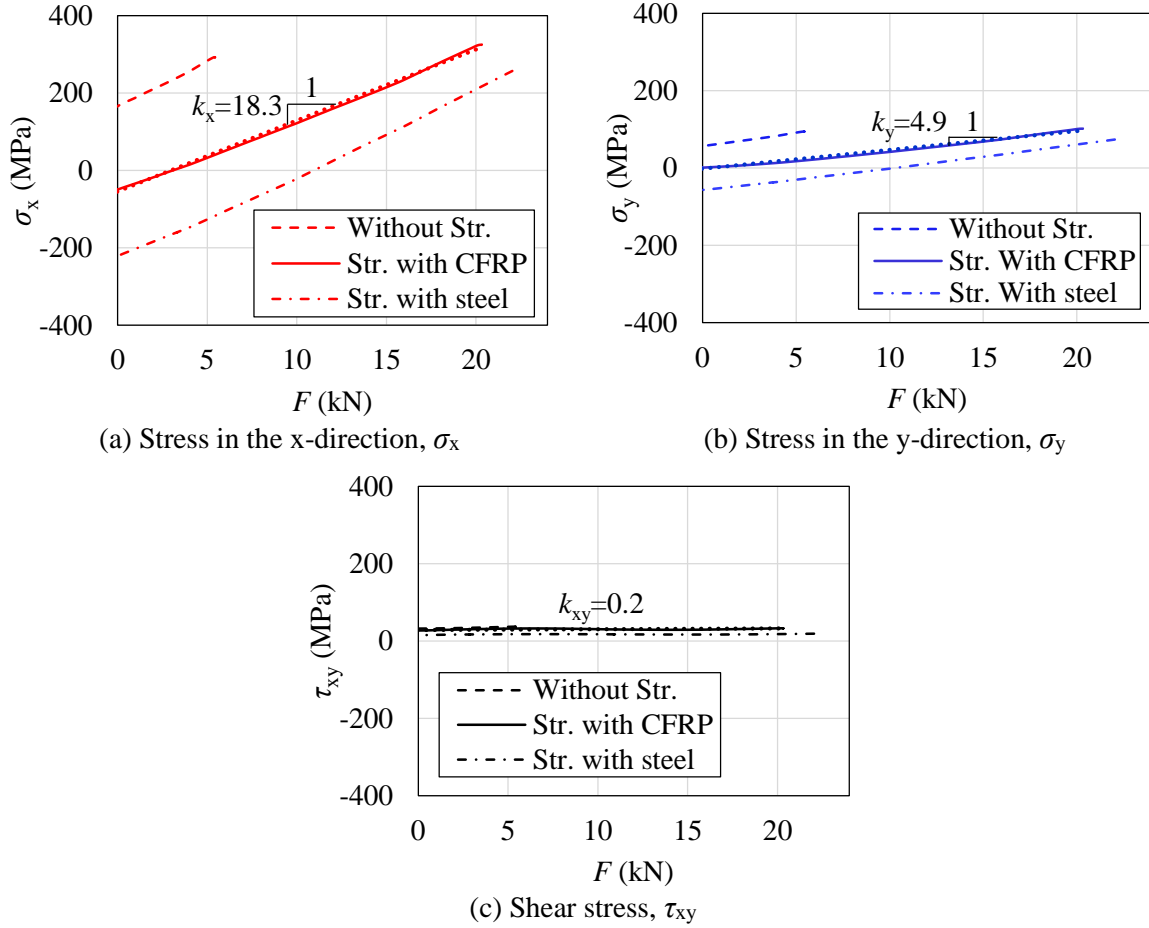 400
200
0
-200
-400
σx (MPa)
kx=18.3
1
Without Str.
Str. with CFRP
Str. with steel
0 5 10 15 20
F (kN)
(a) Stress in the x-direction, σx
400
200
0
-200
-400
σy (MPa)
ky=4.9
1
Without Str.
Str. With CFRP
Str. With steel
0 5 10 15 20
F (kN)
(b) Stress in the y-direction, σy
400
200
0
-200
-400
τxy (MPa)
kxy=0.2
Without Str.
Str. with CFRP
Str. with steel
0 5 10 15 20
F (kN)
(c) Shear stress, τxy